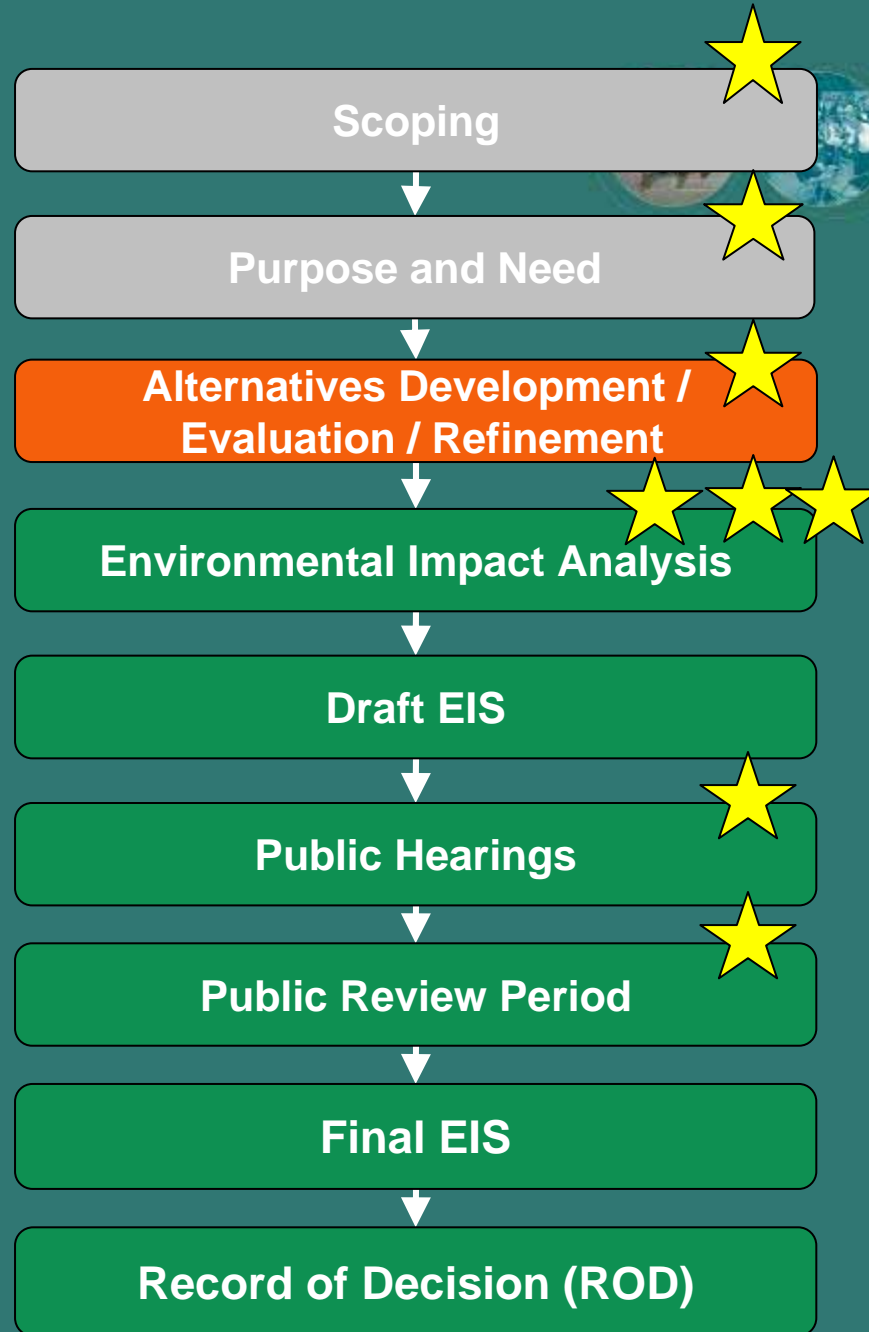 Scoping
Purpose and Need
Alternatives Development /
Evaluation / Refinement
Environmental Impact Analysis
Draft EIS
Public Hearings
Public Review Period
Final EIS
Record of Decision (ROD)